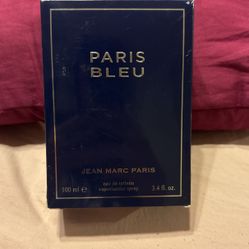 PARIS
BLEU
JEAN MARC PARIS
100 ml ℮
eau de toilette
vaporisateur spray
3.4 fl. oz.